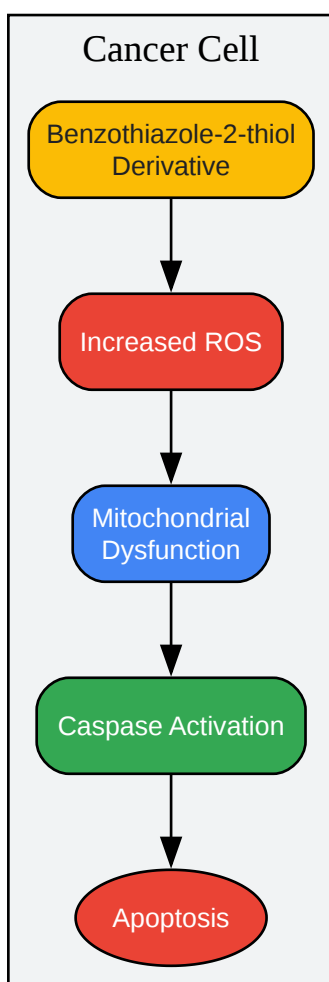 Cancer Cell
Benzothiazole-2-thiol
Derivative
Increased ROS
Mitochondrial
Dysfunction
Caspase Activation
Apoptosis